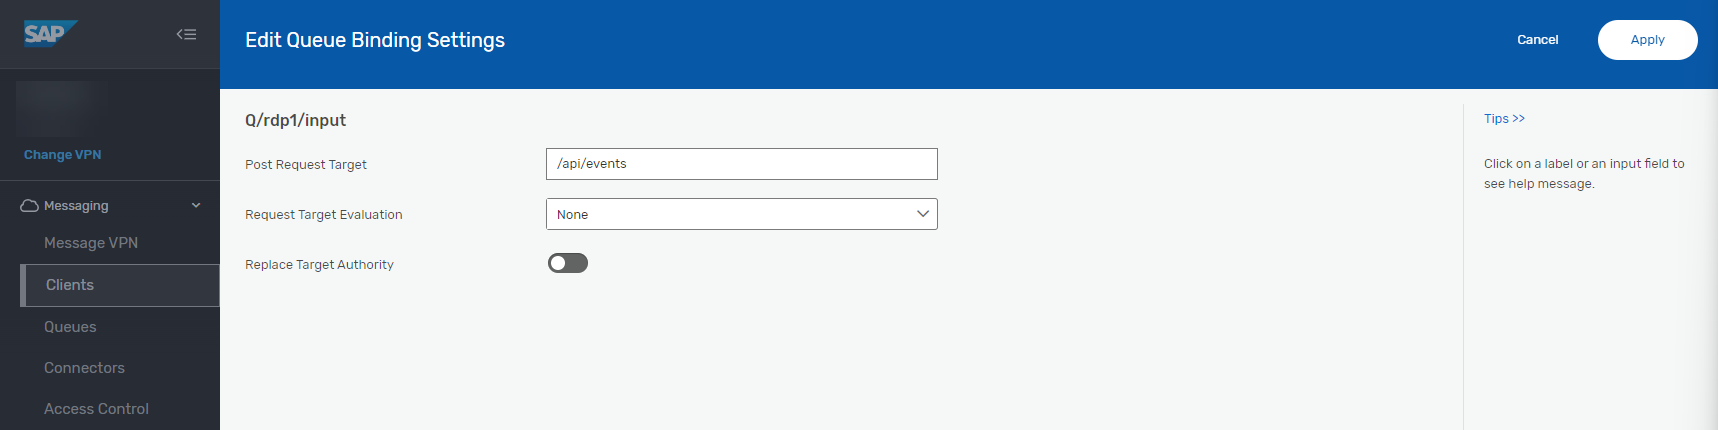 SAP
Edit Queue Binding Settings
Cancel
Apply
Change VPN
Messaging
Message VPN
Clients
Queues
Connectors
Access Control
Q/rdp1/input
Post Request Target
/api/events
Request Target Evaluation
None
Replace Target Authority
Tips >>
Click on a label or an input field to
see help message.